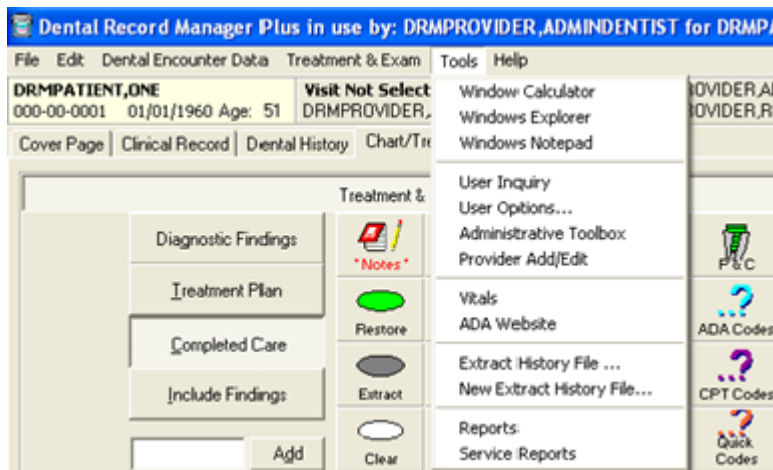 Dental Record Manager Plus in use by: DRMPROVIDER,ADMINDENTIST for DRMPA
File Edit Dental Encounter Data Treatment & Exam Tools Help
DRMPATIENT,ONE Visit Not Select
000-00-0001 01/01/1960 Age: 51 DRMPROVIDER,
OVIDER,A
OVIDER,R
Cover Page Clinical Record Dental History Chart/Tre
Window Calculator
Windows Explorer
Windows Notepad
User Inquiry
User Options...
Administrative Toolbox
Provider Add/Edit
Vitals
ADA Website
Extract History File ...
New Extract History File...
Reports
Service Reports
Treatment &
Diagnostic Findings
Treatment Plan
Completed Care
Include Findings
Add
*Notes*
Restore
Extract
Clear
P&C
ADA Codes
CPT Codes
Quick
Codes